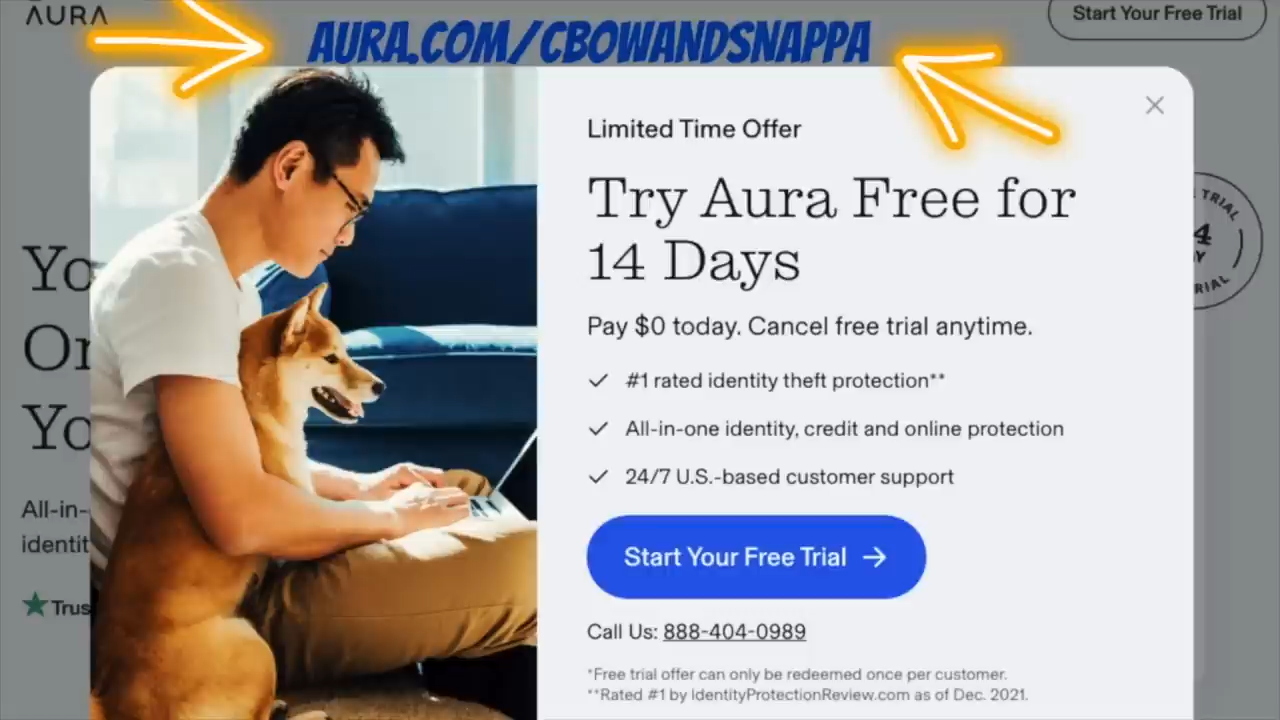 AURA
AURA.COM/CBOWANDSNAPPA
Start Your Free Trial
Limited Time Offer
Try Aura Free for
14 Days
Pay $0 today. Cancel free trial anytime.
#1 rated identity theft protection**
All-in-one identity, credit and online protection
24/7 U.S.-based customer support
Start Your Free Trial →
Call Us: 888-404-0989
*Free trial offer can only be redeemed once per customer.
**Rated #1 by IdentityProtectionReview.com as of Dec. 2021.
All-in-
TRIAL